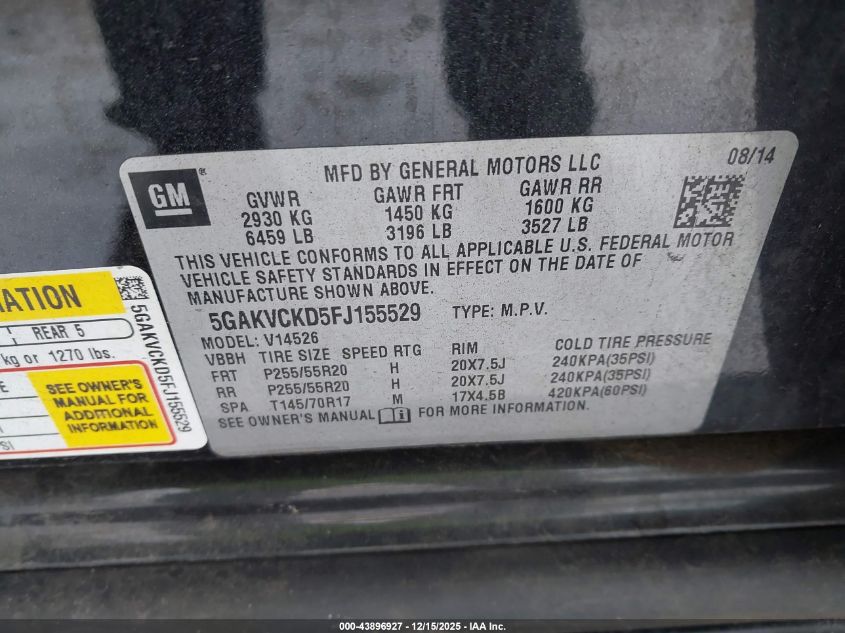 MFD BY GENERAL MOTORS LLC
08/14
GM
GVWR GAWR FRT GAWR RR
2930 KG 1450 KG 1600 KG
6459 LB 3196 LB 3527 LB
THIS VEHICLE CONFORMS TO ALL APPLICABLE U.S. FEDERAL MOTOR
VEHICLE SAFETY STANDARDS IN EFFECT ON THE DATE OF
MANUFACTURE SHOWN ABOVE.
5GAKVCKD5FJ155529 TYPE: M.P.V.
MODEL: V14526
VBBH TIRE SIZE SPEED RTG RIM COLD TIRE PRESSURE
FRT P255/55R20 H 20X7.5J 240KPA(35PSI)
RR P255/55R20 H 20X7.5J 240KPA(35PSI)
SPA T145/70R17 M 17X4.5B 420KPA(60PSI)
SEE OWNER'S MANUAL FOR MORE INFORMATION.
MATION
REAR 5
kg or 1270 lbs.
SEE OWNER'S
MANUAL FOR
ADDITIONAL
INFORMATION
5GAKVCKD5FJ155529
000-43896927 - 12/15/2025 - IAA Inc.